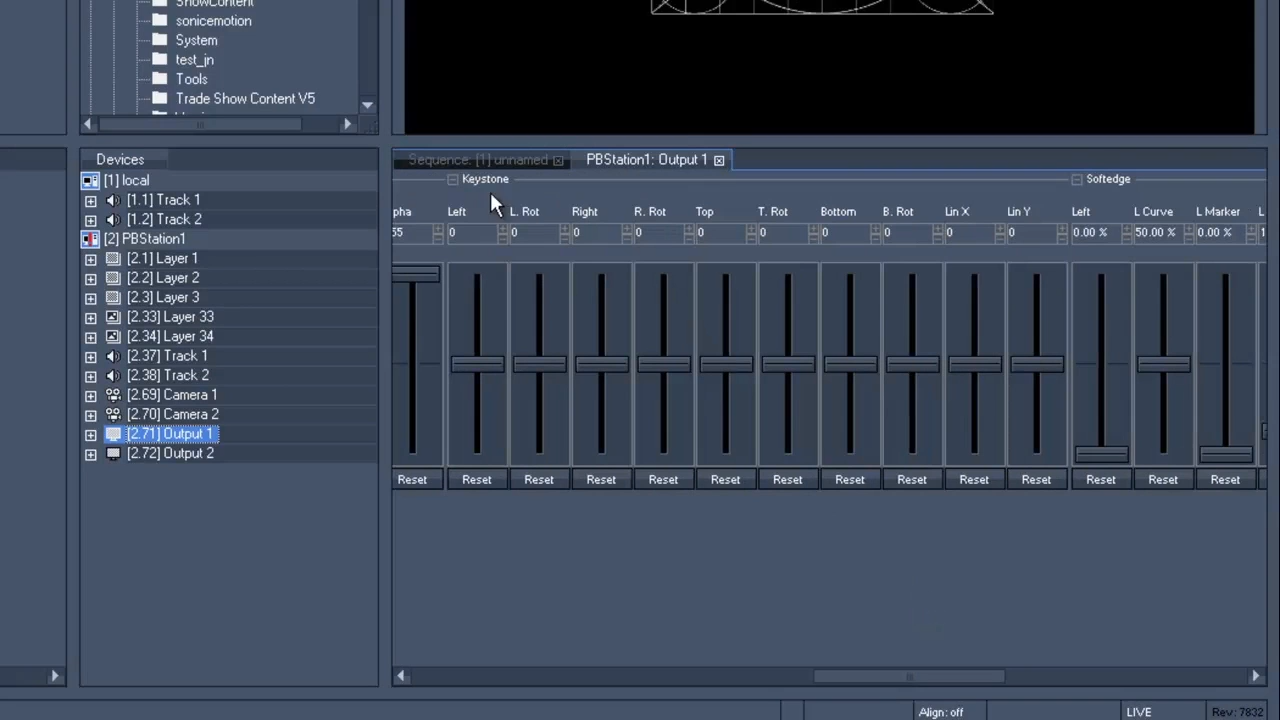 ShowContent
sonicemotion
System
test_jn
Tools
Trade Show Content V5
Devices
[1] local
[1.1] Track 1
[1.2] Track 2
[2] PBStation1
[2.1] Layer 1
[2.2] Layer 2
[2.3] Layer 3
[2.33] Layer 33
[2.34] Layer 34
[2.37] Track 1
[2.38] Track 2
[2.69] Camera 1
[2.70] Camera 2
[2.71] Output 1
[2.72] Output 2
Sequence: [1] unnamed PBStation1: Output 1
Keystone Softedge
pha Left L. Rot Right R. Rot Top T. Rot Bottom B. Rot Lin X Lin Y Left L Curve L Marker L
55 0 0 0 0 0 0 0 0 0 0 0.00 % 50.00 % 0.00 % 1
Reset Reset Reset Reset Reset Reset Reset Reset Reset Reset Reset Reset Reset Reset
Align: off LIVE Rev: 7832